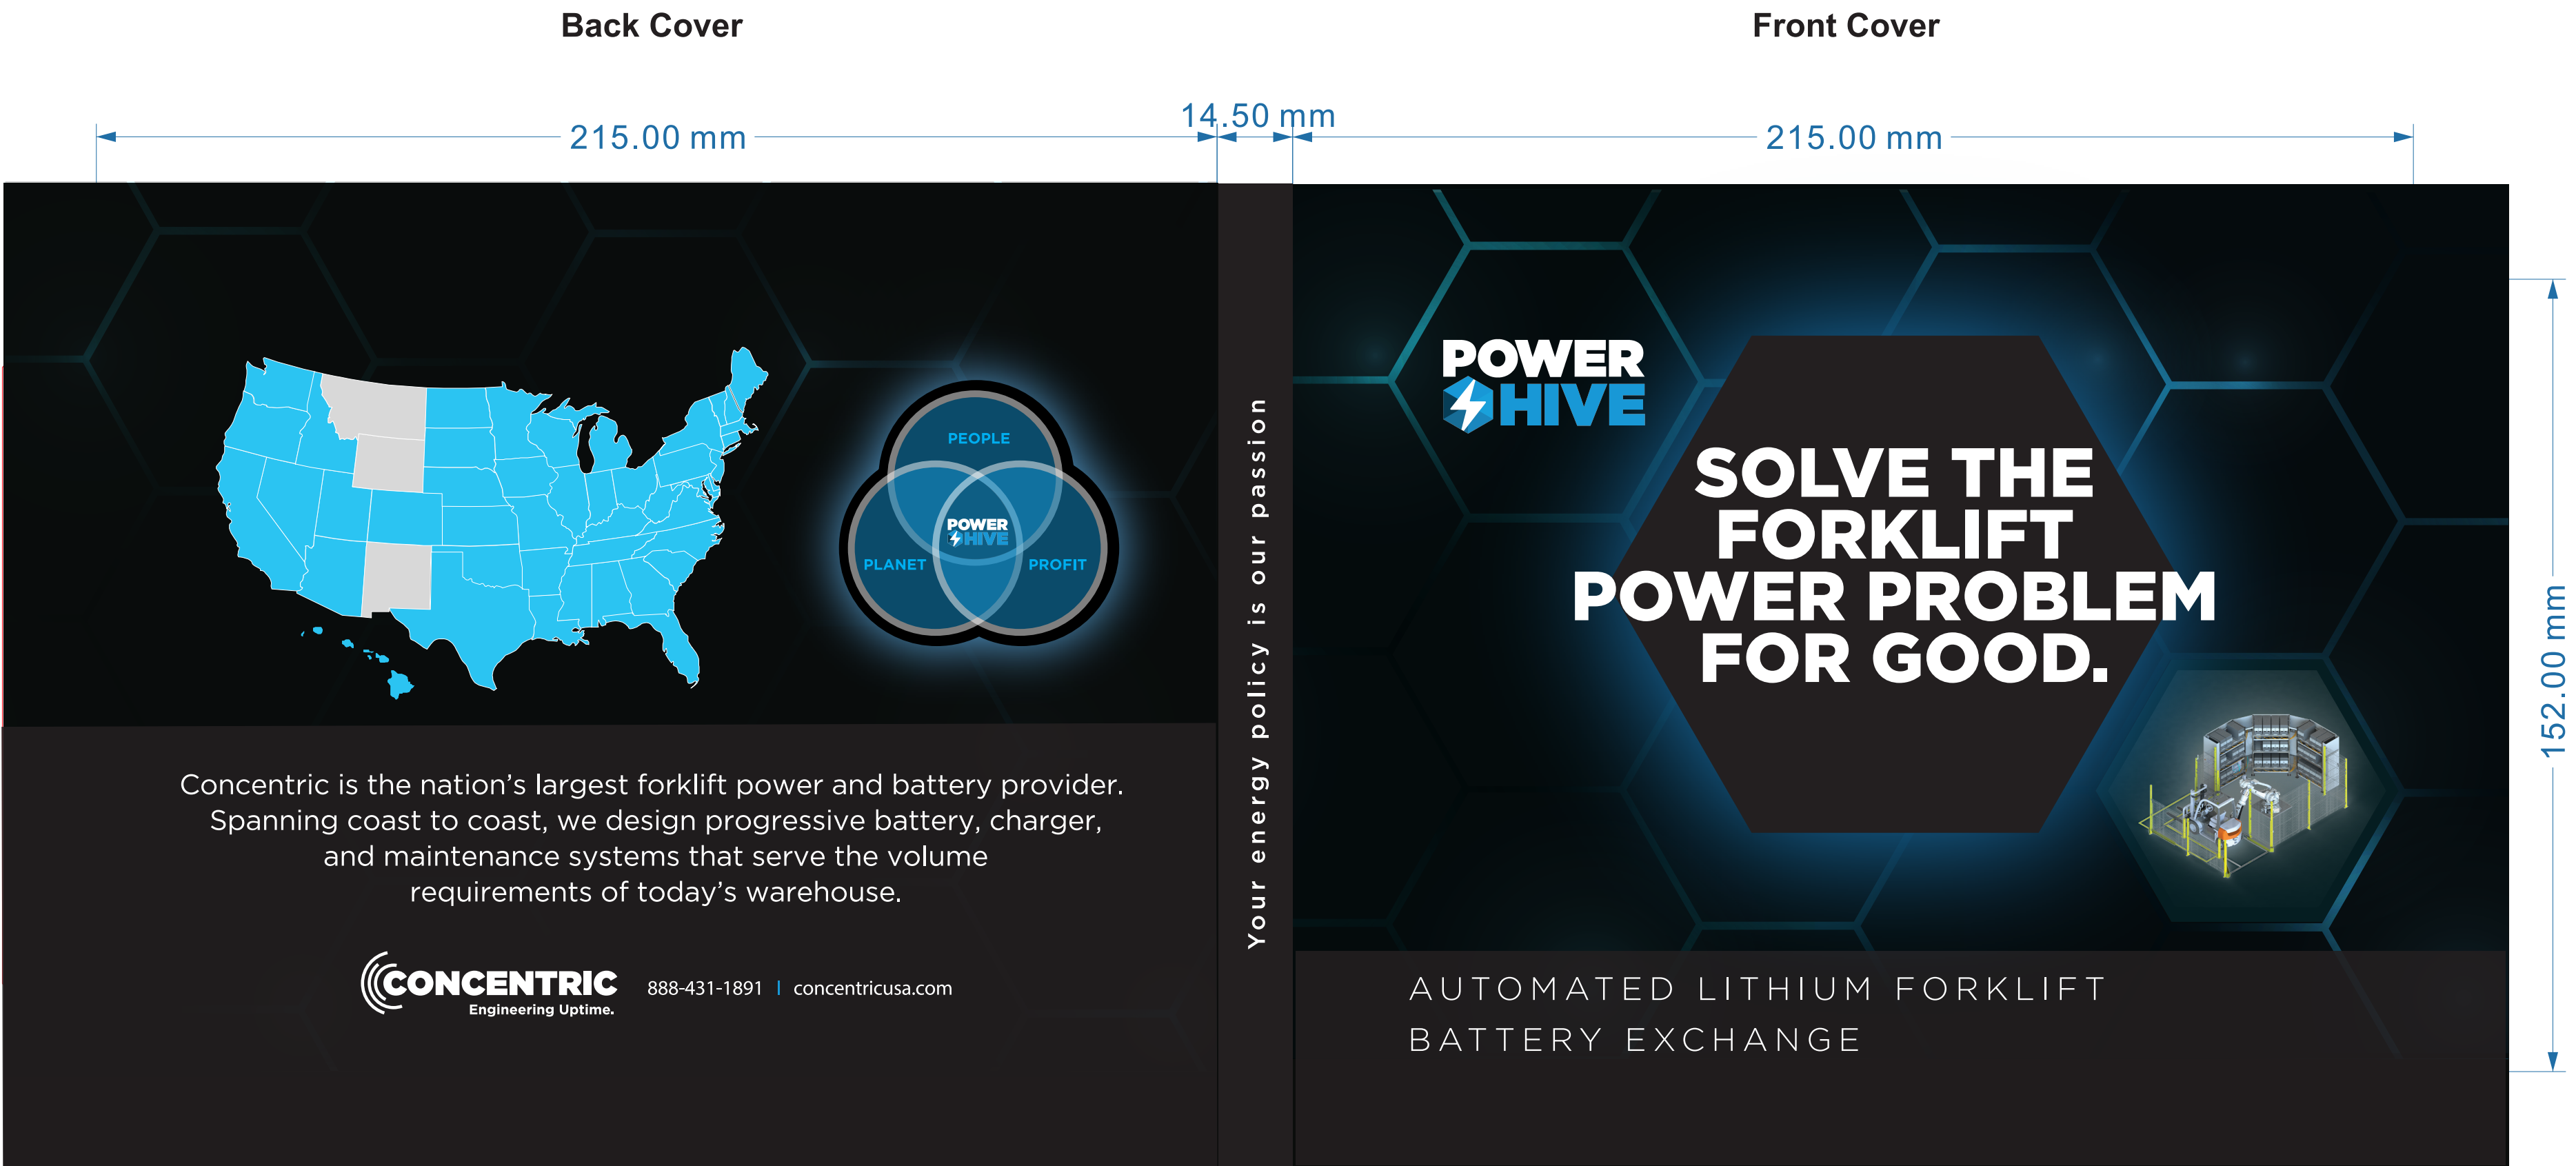 Back Cover
Front Cover
215.00 mm
14.50 mm
215.00 mm
PEOPLE
POWER
HIVE
PLANET
PROFIT
Concentric is the nation’s largest forklift power and battery provider.
Spanning coast to coast, we design progressive battery, charger,
and maintenance systems that serve the volume
requirements of today’s warehouse.
CONCENTRIC
Engineering Uptime.
888-431-1891 | concentricusa.com
Your energy policy is our passion
POWER
HIVE
SOLVE THE
FORKLIFT
POWER PROBLEM
FOR GOOD.
AUTOMATED LITHIUM FORKLIFT
BATTERY EXCHANGE
152.00 mm